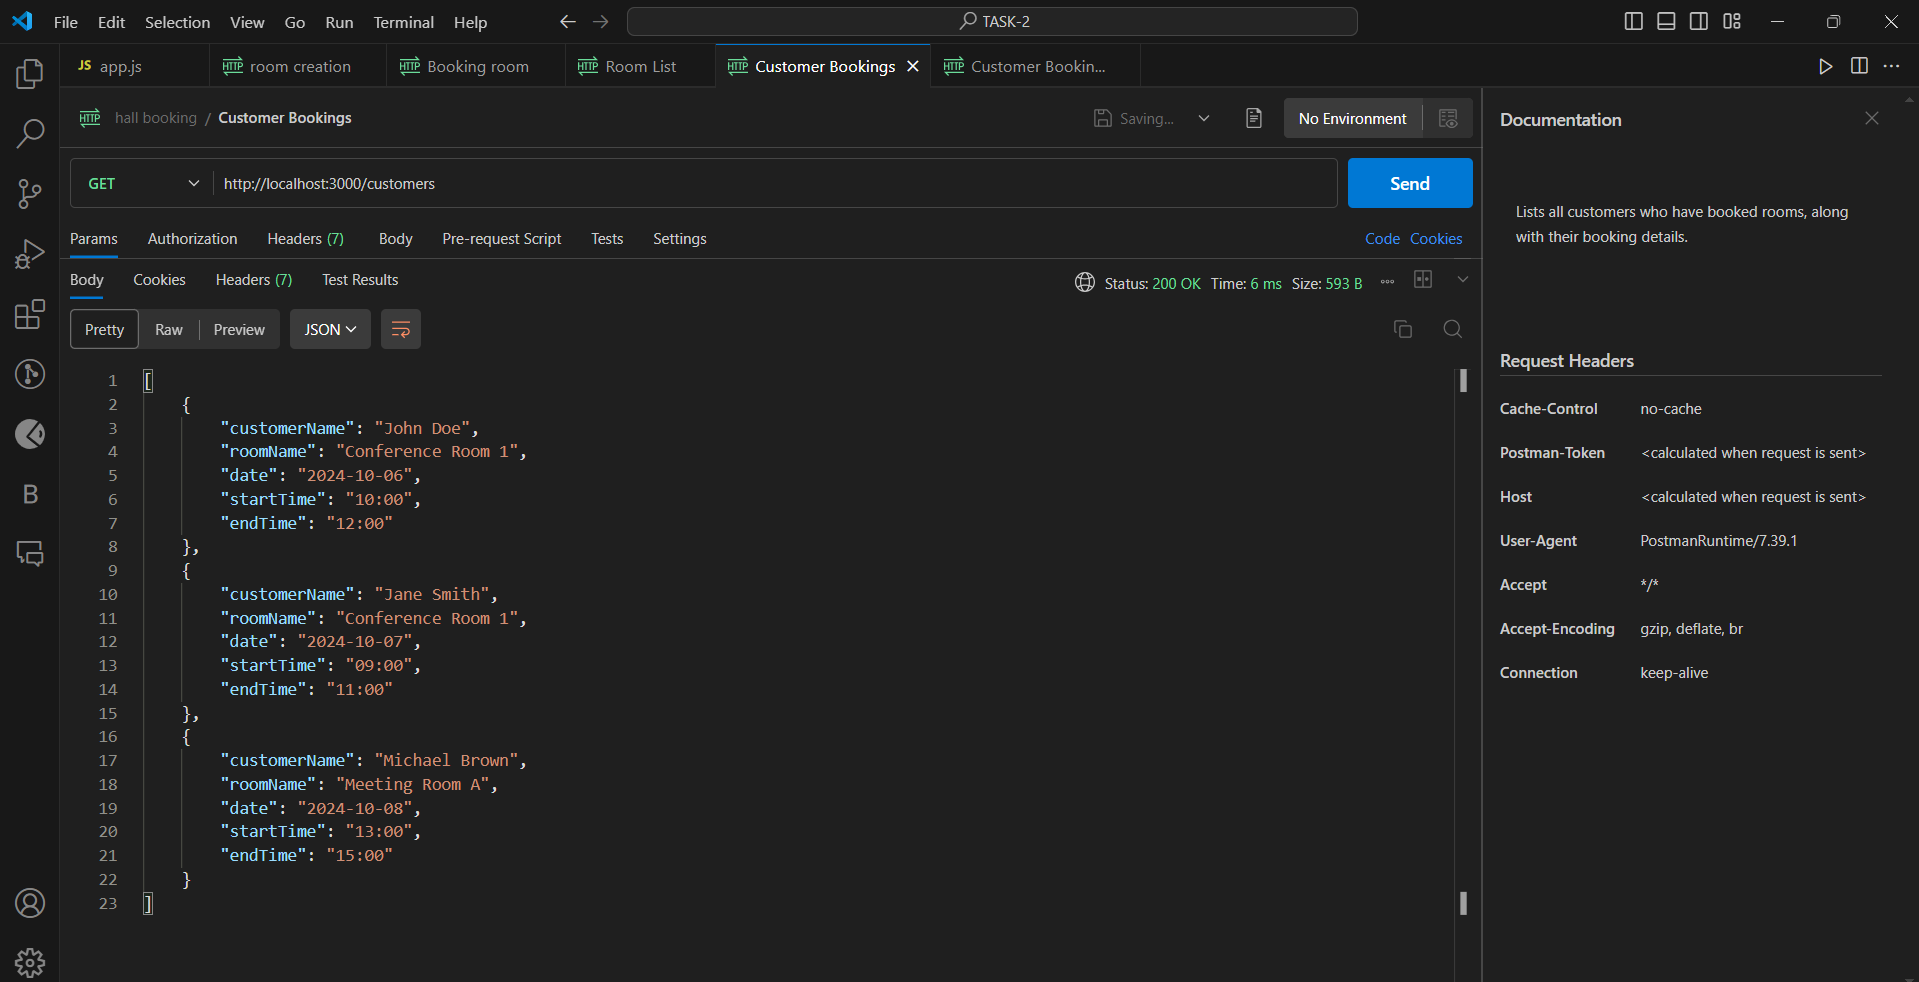 File Edit Selection View Go Run Terminal Help
TASK-2
JS app.js
HTTP room creation
HTTP Booking room
HTTP Room List
HTTP Customer Bookings
HTTP Customer Bookin...
HTTP hall booking / Customer Bookings
Saving...
No Environment
GET http://localhost:3000/customers
Send
Params Authorization Headers (7) Body Pre-request Script Tests Settings
Code Cookies
Body Cookies Headers (7) Test Results
Status: 200 OK Time: 6 ms Size: 593 B
Pretty Raw Preview JSON
1 [
2 {
3 "customerName": "John Doe",
4 "roomName": "Conference Room 1",
5 "date": "2024-10-06",
6 "startTime": "10:00",
7 "endTime": "12:00"
8 },
9 {
10 "customerName": "Jane Smith",
11 "roomName": "Conference Room 1",
12 "date": "2024-10-07",
13 "startTime": "09:00",
14 "endTime": "11:00"
15 },
16 {
17 "customerName": "Michael Brown",
18 "roomName": "Meeting Room A",
19 "date": "2024-10-08",
20 "startTime": "13:00",
21 "endTime": "15:00"
22 }
23 ]
B
Documentation
Lists all customers who have booked rooms, along
with their booking details.
Request Headers
Cache-Control no-cache
Postman-Token <calculated when request is sent>
Host <calculated when request is sent>
User-Agent PostmanRuntime/7.39.1
Accept */*
Accept-Encoding gzip, deflate, br
Connection keep-alive